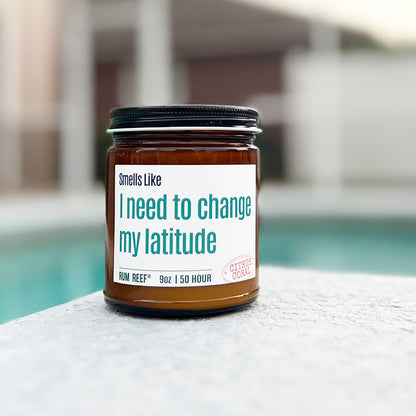 Smells Like
I need to change
my latitude
RUM REEF® 9oz | 50 HOUR
CITRUS
CORAL